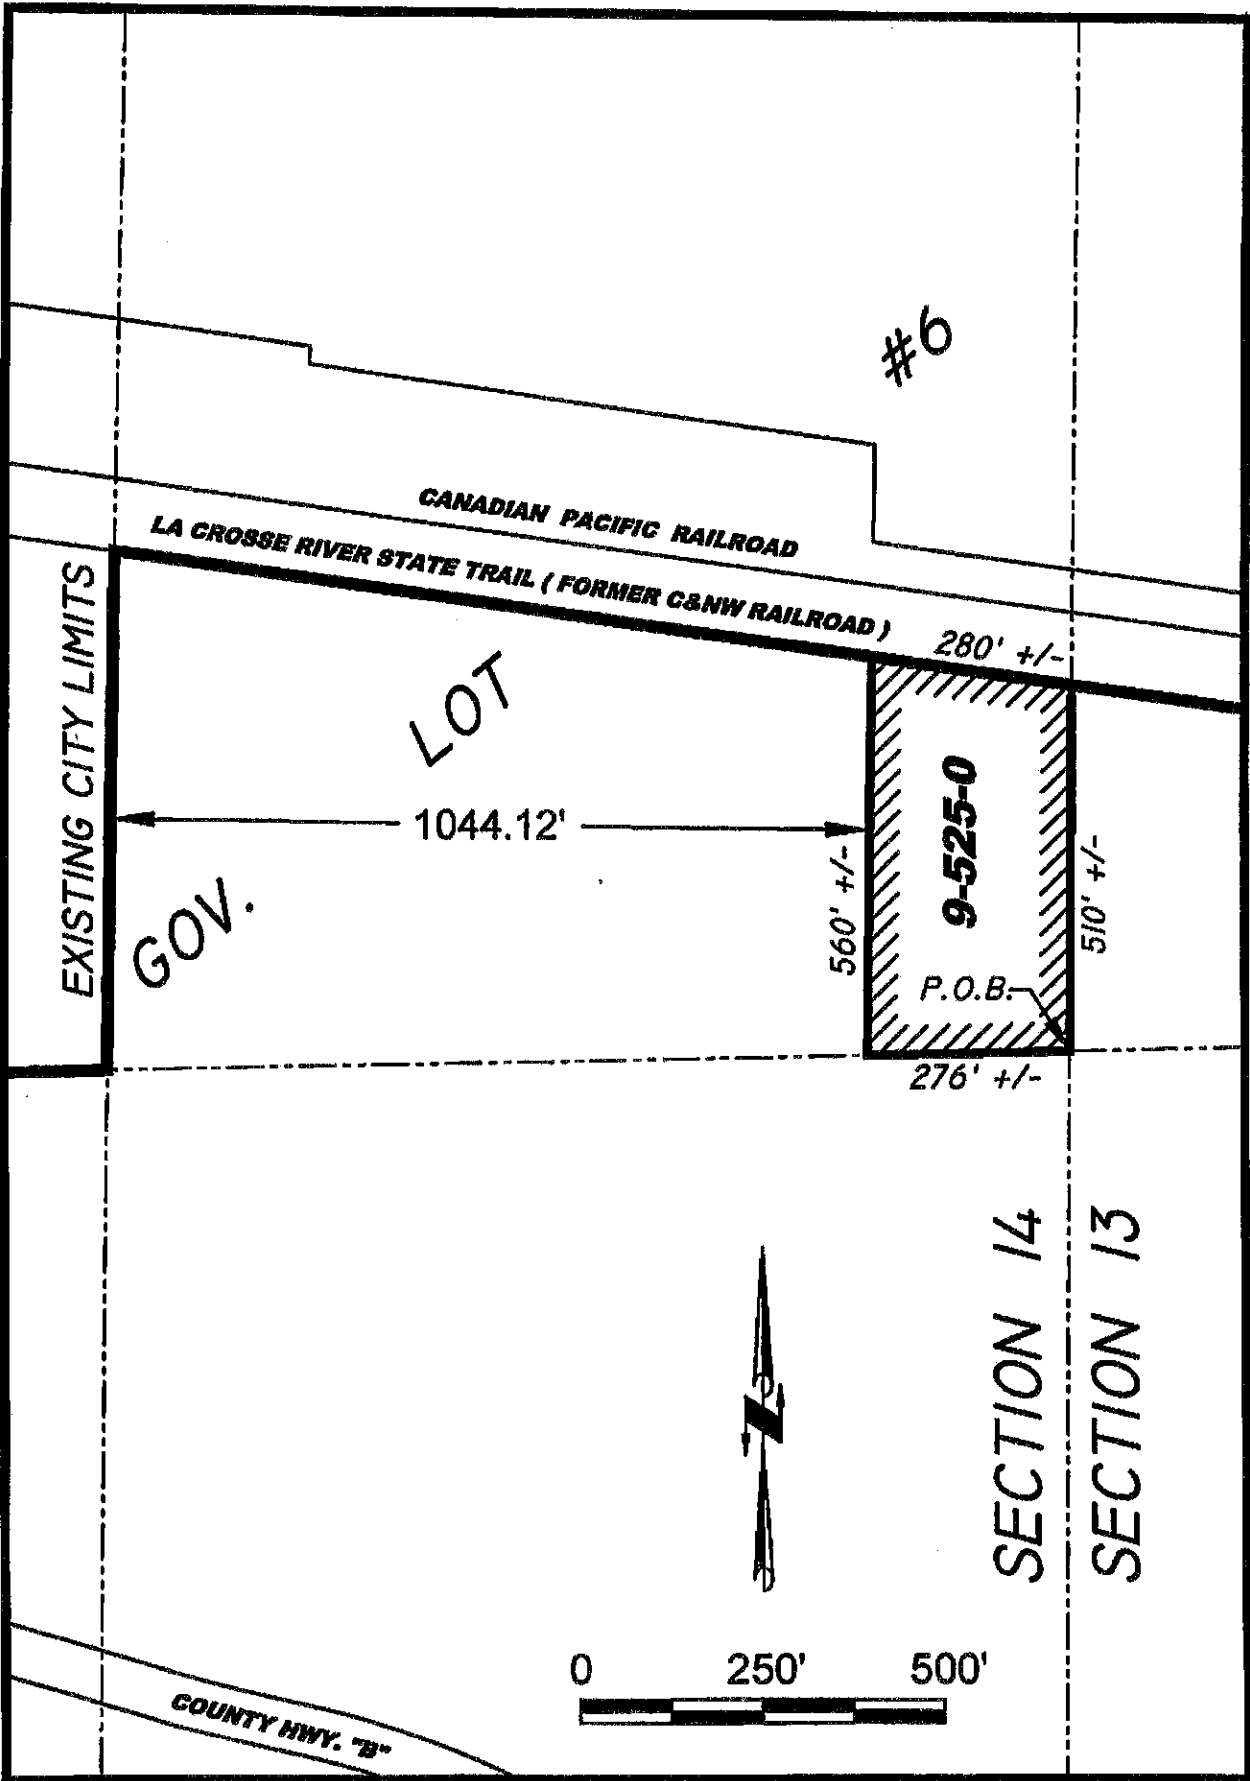 #6
CANADIAN PACIFIC RAILROAD
LA CROSSE RIVER STATE TRAIL ( FORMER C&NW RAILROAD )
280' +/-
EXISTING CITY LIMITS
LOT
1044.12'
GOV.
560' +/-
9-525-0
510' +/-
P.O.B.
276' +/-
SECTION 14
SECTION 13
N
0 250' 500'
COUNTY HWY. "B"